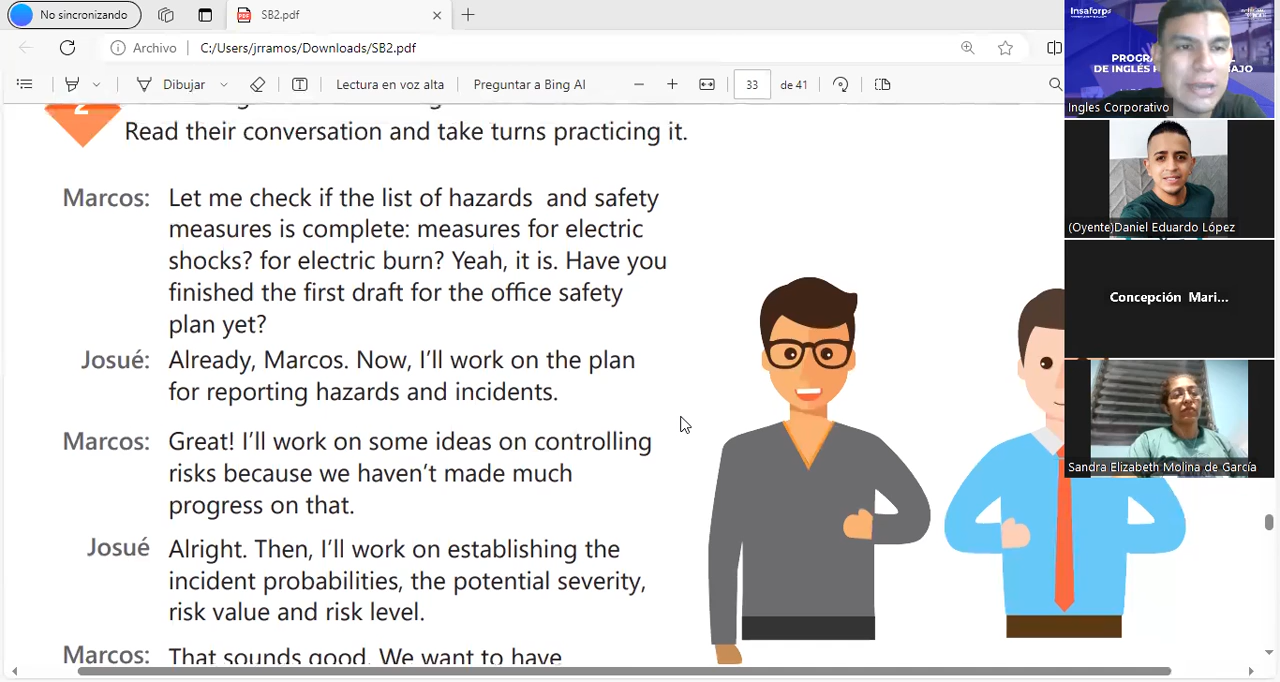 No sincronizando
SB2.pdf
Archivo
C:/Users/jrramos/Downloads/SB2.pdf
Dibujar
Lectura en voz alta
Preguntar a Bing AI
33
de 41
2
Read their conversation and take turns practicing it.
Marcos: Let me check if the list of hazards and safety
measures is complete: measures for electric
shocks? for electric burn? Yeah, it is. Have you
finished the first draft for the office safety
plan yet?
Josué: Already, Marcos. Now, I'll work on the plan
for reporting hazards and incidents.
Marcos: Great! I'll work on some ideas on controlling
risks because we haven't made much
progress on that.
Josué Alright. Then, I'll work on establishing the
incident probabilities, the potential severity,
risk value and risk level.
Marcos: That sounds good. We want to have
Insaforp
DE INGLÉS
Ingles Corporativo
(Oyente)Daniel Eduardo López
Concepción Mari...
Sandra Elizabeth Molina de García